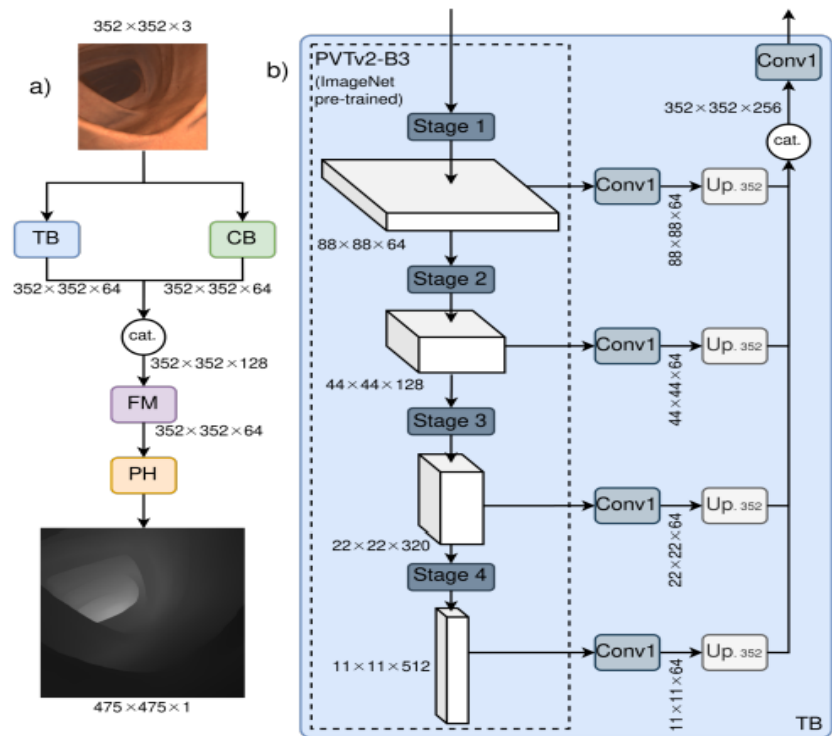 352×352×3
a)
TB
CB
352×352×64
352×352×64
cat.
352×352×128
FM
352×352×64
PH
475×475×1
b)
PVTv2-B3
(ImageNet
pre-trained)
Stage 1
88×88×64
Conv1
88×88×64
Up. 352
Stage 2
44×44×128
Conv1
44×44×64
Up. 352
Stage 3
22×22×320
Conv1
22×22×64
Up. 352
Stage 4
11×11×512
Conv1
11×11×64
Up. 352
Conv1
352×352×256
cat.
TB